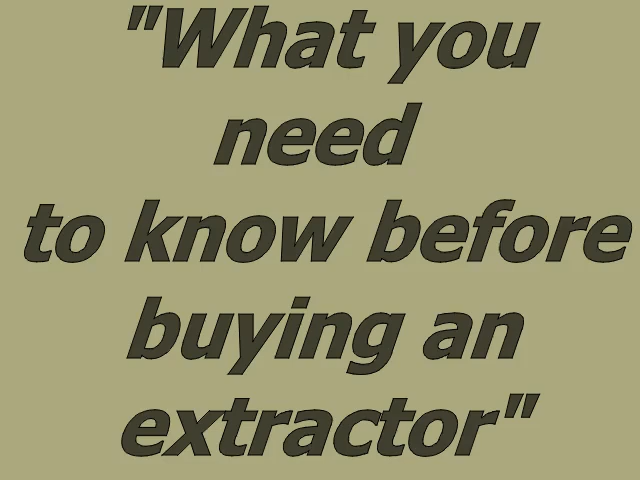 "What you
need
to know before
buying an
extractor"